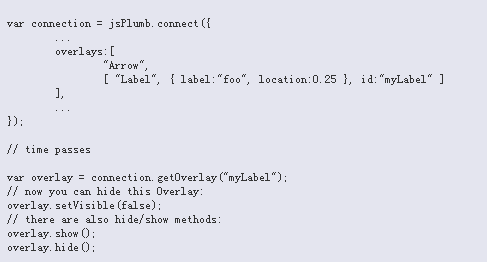 var connection = jsPlumb.connect({
...
overlays:[
"Arrow",
[ "Label", { label:"foo", location:0.25 }, id:"myLabel" ]
],
...
});
// time passes
var overlay = connection.getOverlay("myLabel");
// now you can hide this Overlay:
overlay.setVisible(false);
// there are also hide/show methods:
overlay.show();
overlay.hide();